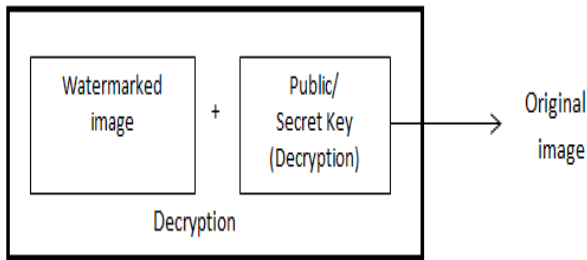 Watermarked
image
+
Public/
Secret Key
(Decryption)
Original
image
Decryption